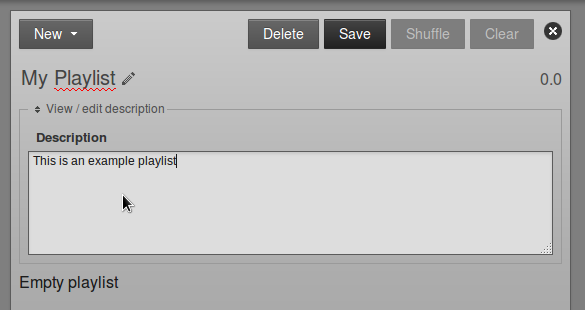 New
Delete
Save
Shuffle
Clear
My Playlist
0.0
View / edit description
Description
This is an example playlist
Empty playlist